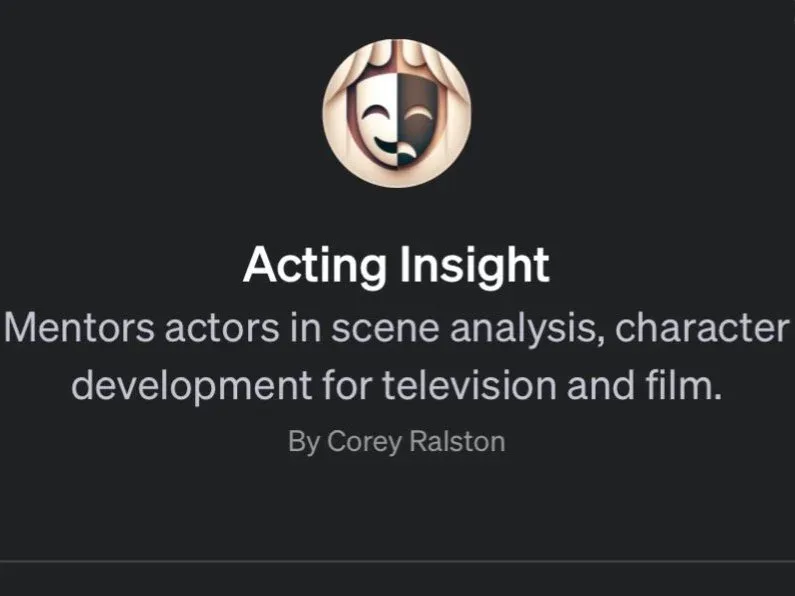 Acting Insight
Mentors actors in scene analysis, character
development for television and film.
By Corey Ralston